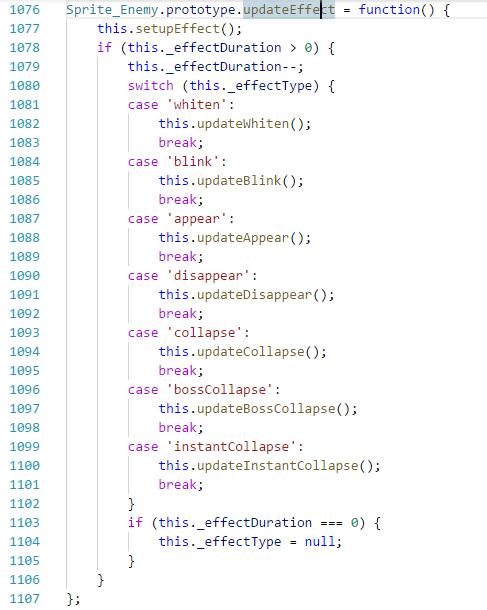 1076 Sprite_Enemy.prototype.updateEffect = function() {
1077     this.setupEffect();
1078     if (this._effectDuration > 0) {
1079         this._effectDuration--;
1080         switch (this._effectType) {
1081         case 'whiten':
1082             this.updateWhiten();
1083             break;
1084         case 'blink':
1085             this.updateBlink();
1086             break;
1087         case 'appear':
1088             this.updateAppear();
1089             break;
1090         case 'disappear':
1091             this.updateDisappear();
1092             break;
1093         case 'collapse':
1094             this.updateCollapse();
1095             break;
1096         case 'bossCollapse':
1097             this.updateBossCollapse();
1098             break;
1099         case 'instantCollapse':
1100             this.updateInstantCollapse();
1101             break;
1102         }
1103         if (this._effectDuration === 0) {
1104             this._effectType = null;
1105         }
1106     }
1107 };